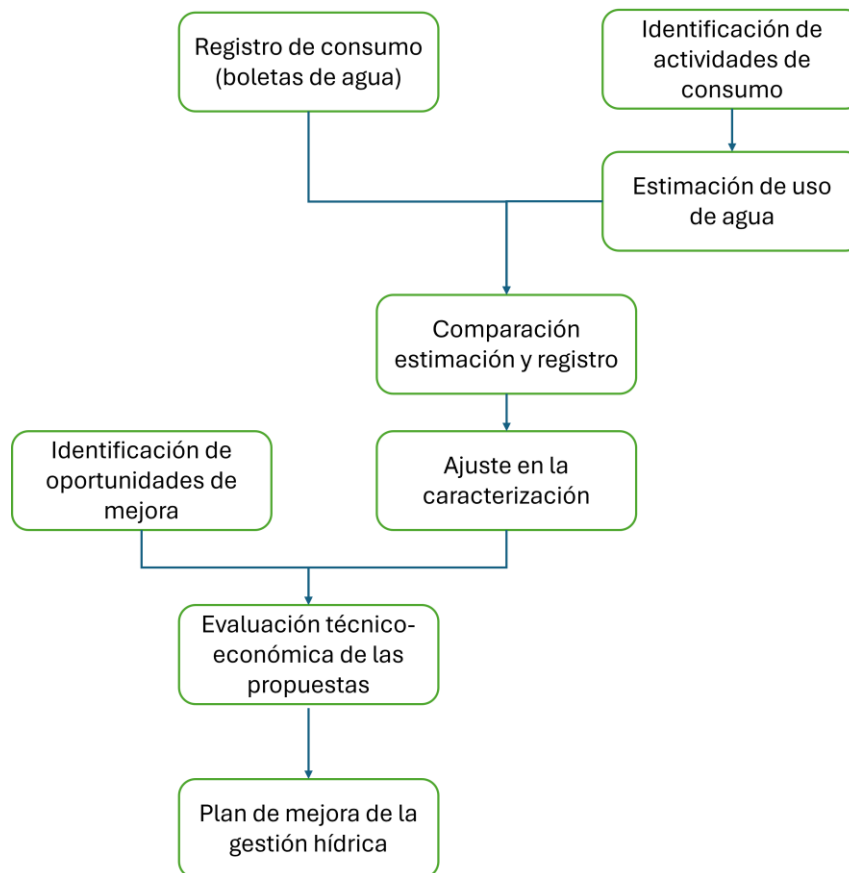 Registro de consumo
(boletas de agua)
Identificación de
actividades de
consumo
Estimación de uso
de agua
Comparación
estimación y registro
Identificación de
oportunidades de
mejora
Ajuste en la
caracterización
Evaluación técnico-
económica de las
propuestas
Plan de mejora de la
gestión hídrica